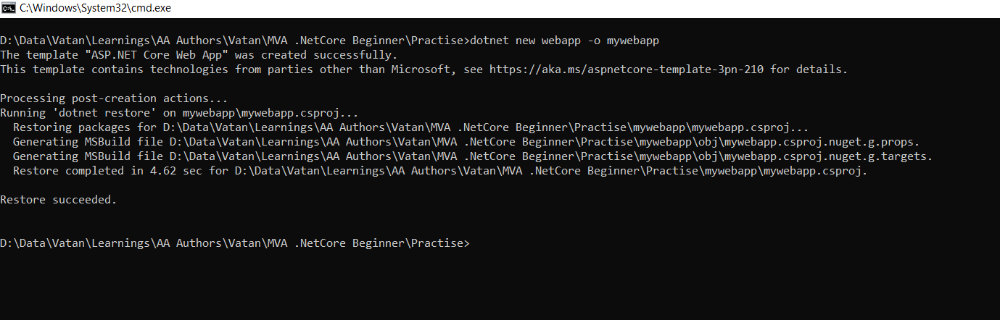 C:\Windows\System32\cmd.exe
D:\Data\Vatan\Learnings\AA Authors\Vatan\MVA .NetCore Beginner\Practise>dotnet new webapp -o mywebapp
The template "ASP.NET Core Web App" was created successfully.
This template contains technologies from parties other than Microsoft, see https://aka.ms/aspnetcore-template-3pn-210 for details.
Processing post-creation actions...
Running 'dotnet restore' on mywebapp\mywebapp.csproj...
Restoring packages for D:\Data\Vatan\Learnings\AA Authors\Vatan\MVA .NetCore Beginner\Practise\mywebapp\mywebapp.csproj...
Generating MSBuild file D:\Data\Vatan\Learnings\AA Authors\Vatan\MVA .NetCore Beginner\Practise\mywebapp\obj\mywebapp.csproj.nuget.g.props.
Generating MSBuild file D:\Data\Vatan\Learnings\AA Authors\Vatan\MVA .NetCore Beginner\Practise\mywebapp\obj\mywebapp.csproj.nuget.g.targets.
Restore completed in 4.62 sec for D:\Data\Vatan\Learnings\AA Authors\Vatan\MVA .NetCore Beginner\Practise\mywebapp\mywebapp.csproj.
Restore succeeded.
D:\Data\Vatan\Learnings\AA Authors\Vatan\MVA .NetCore Beginner\Practise>